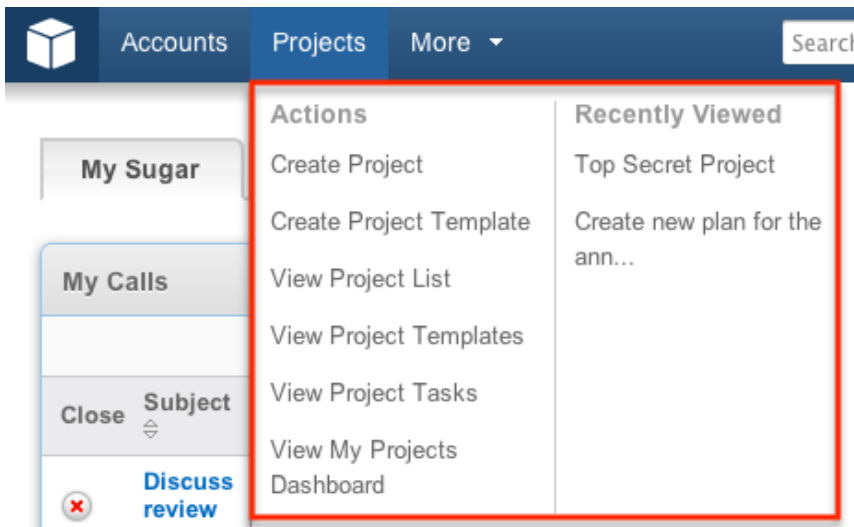 Accounts
Projects
More
Search
Actions
Create Project
Create Project Template
View Project List
View Project Templates
View Project Tasks
View My Projects
Dashboard
Recently Viewed
Top Secret Project
Create new plan for the
ann...
My Sugar
My Calls
Close
Subject
Discuss
review